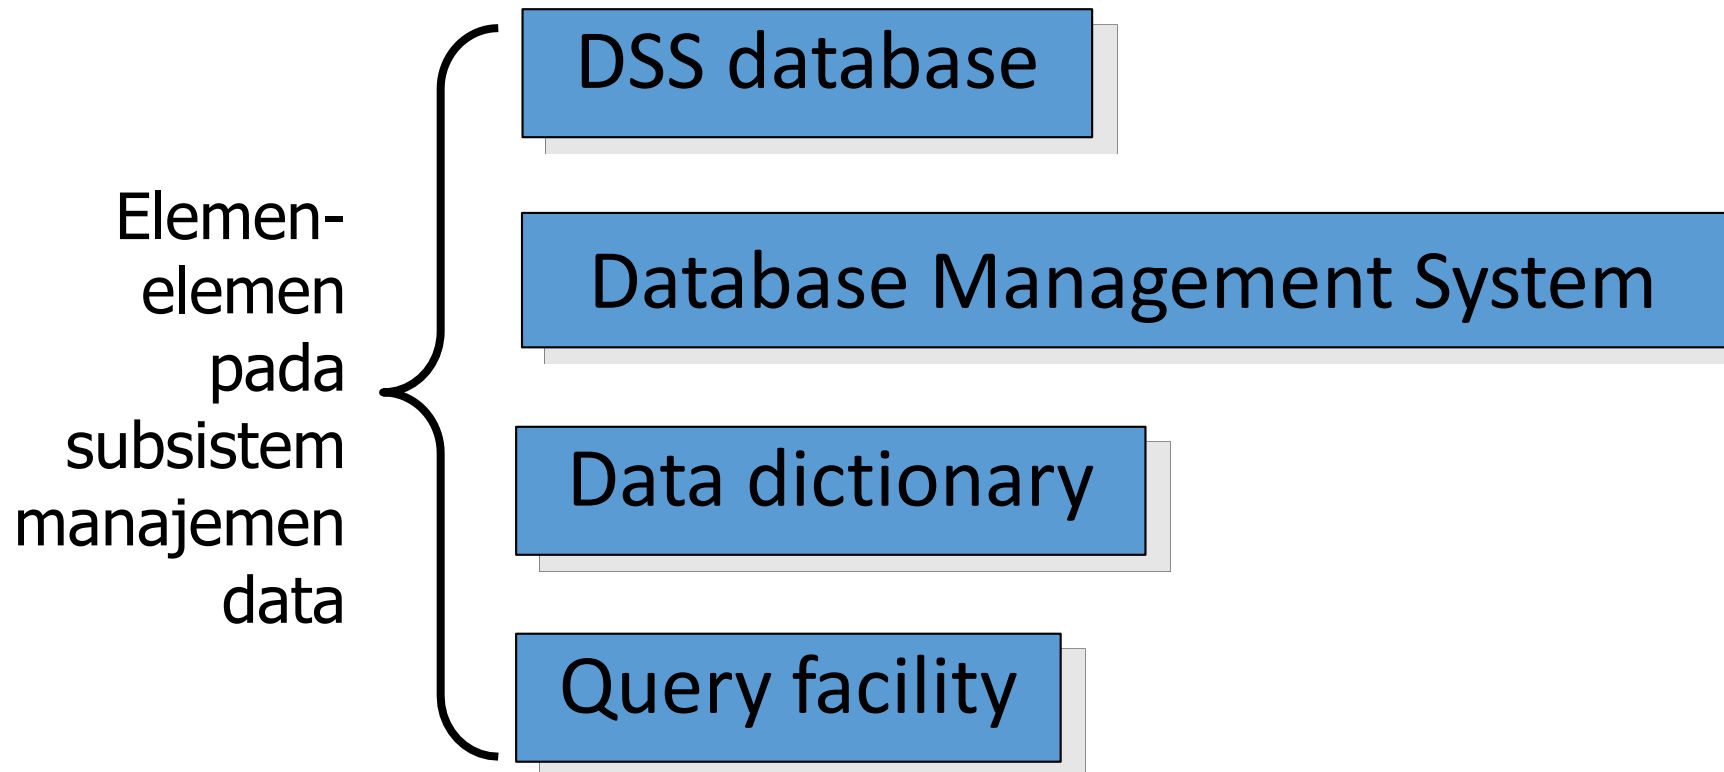 Elemen-
elemen
pada
subsistem
manajemen
data
DSS database
Database Management System
Data dictionary
Query facility